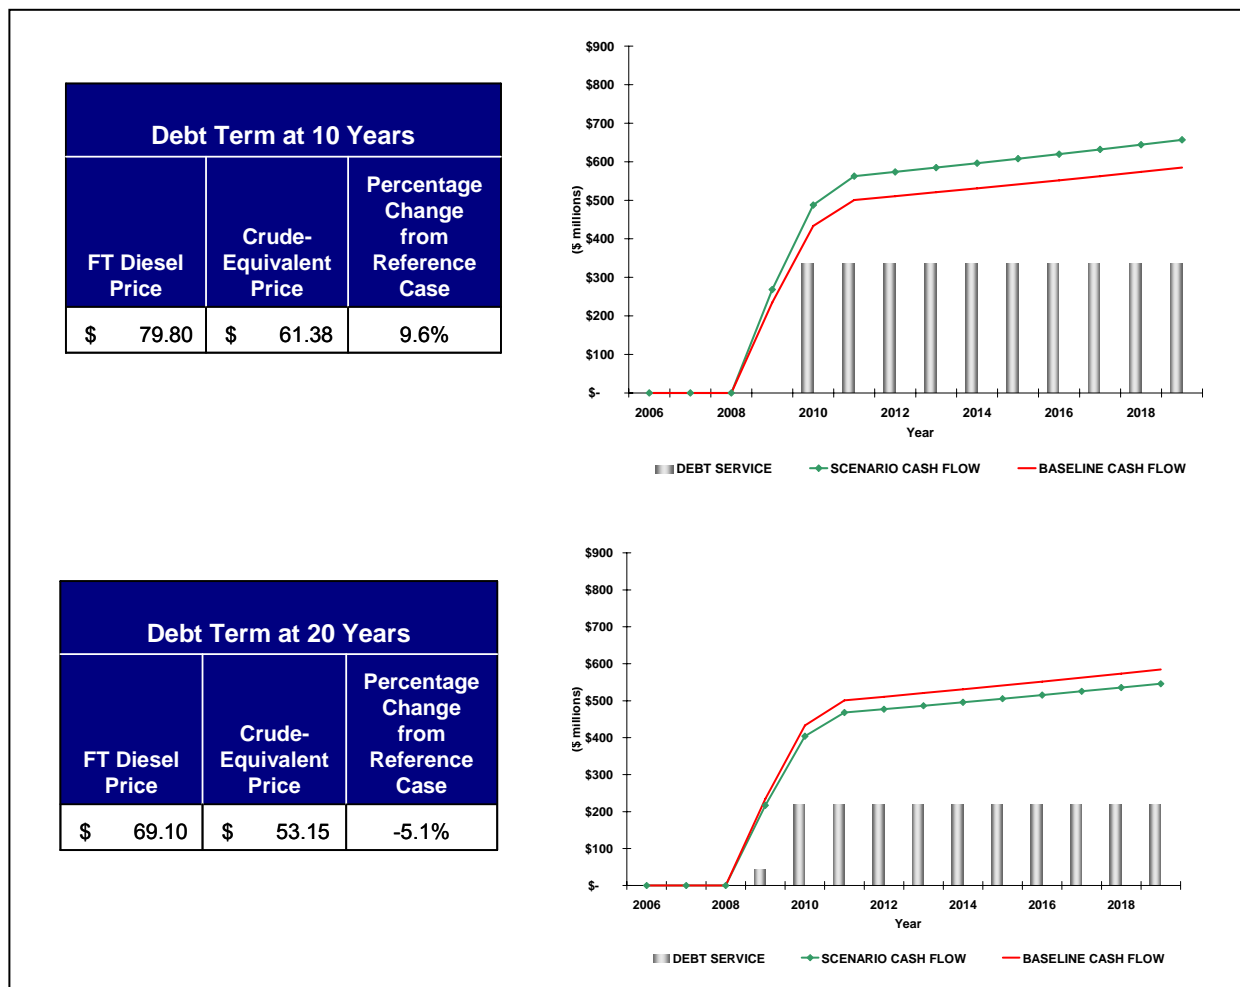 Debt Term at 10 Years
FT Diesel
Price
Crude-
Equivalent
Price
Percentage
Change
from
Reference
Case
$ 79.80
$ 61.38
9.6%
$900
$800
$700
$600
$500
$400
$300
$200
$100
$-
($ millions)
2006 2008 2010 2012 2014 2016 2018
Year
DEBT SERVICE SCENARIO CASH FLOW BASELINE CASH FLOW
Debt Term at 20 Years
FT Diesel
Price
Crude-
Equivalent
Price
Percentage
Change
from
Reference
Case
$ 69.10
$ 53.15
-5.1%
$900
$800
$700
$600
$500
$400
$300
$200
$100
$-
($ millions)
2006 2008 2010 2012 2014 2016 2018
Year
DEBT SERVICE SCENARIO CASH FLOW BASELINE CASH FLOW